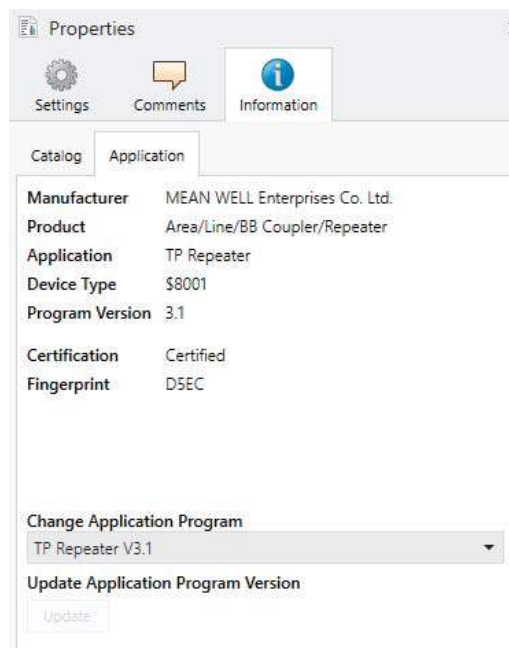 Properties
Settings Comments Information
Catalog Application
Manufacturer MEAN WELL Enterprises Co. Ltd.
Product Area/Line/BB Coupler/Repeater
Application TP Repeater
Device Type $8001
Program Version 3.1
Certification Certified
Fingerprint D5EC
Change Application Program
TP Repeater V3.1
Update Application Program Version
Update